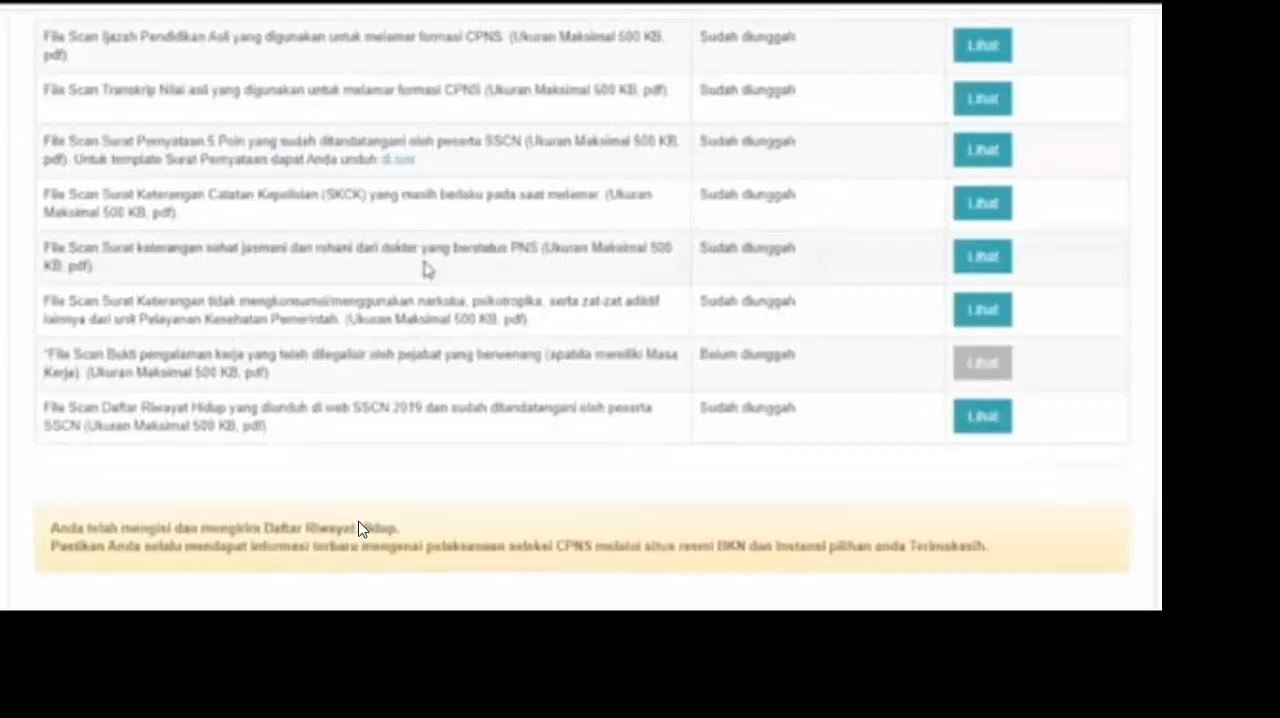 File Scan Ijazah Pendidikan Asli yang digunakan untuk melamar formasi CPNS. (Ukuran Maksimal 500 KB, pdf)
Sudah diunggah
Lihat
File Scan Transkrip Nilai asli yang digunakan untuk melamar formasi CPNS (Ukuran Maksimal 500 KB, pdf)
Sudah diunggah
Lihat
File Scan Surat Pernyataan 5 Poin yang sudah ditandatangani oleh peserta SSCN (Ukuran Maksimal 500 KB,
pdf). Untuk template Surat Pernyataan dapat Anda unduh di sini
Sudah diunggah
Lihat
File Scan Surat Keterangan Catatan Kepolisian (SKCK) yang masih berlaku pada saat melamar. (Ukuran
Maksimal 500 KB, pdf)
Sudah diunggah
Lihat
File Scan Surat keterangan sehat jasmani dan rohani dari dokter yang berstatus PNS (Ukuran Maksimal 500
KB, pdf)
Sudah diunggah
Lihat
File Scan Surat Keterangan tidak mengkonsumsi/menggunakan narkoba, psikotropika, serta zat-zat adiktif
lainnya dari unit Pelayanan Kesehatan Pemerintah. (Ukuran Maksimal 500 KB, pdf)
Sudah diunggah
Lihat
*File Scan Bukti pengalaman kerja yang telah dilegalisir oleh pejabat yang berwenang (apabila memiliki Masa
Kerja). (Ukuran Maksimal 500 KB, pdf)
Belum diunggah
Lihat
File Scan Daftar Riwayat Hidup yang diunduh di web SSCN 2019 dan sudah ditandatangani oleh peserta
SSCN (Ukuran Maksimal 500 KB, pdf)
Sudah diunggah
Lihat
Anda telah mengisi dan mengirim Daftar Riwayat Hidup.
Pastikan Anda selalu mendapat informasi terbaru mengenai pelaksanaan seleksi CPNS melalui situs resmi BKN dan Instansi pilihan anda Terimakasih.